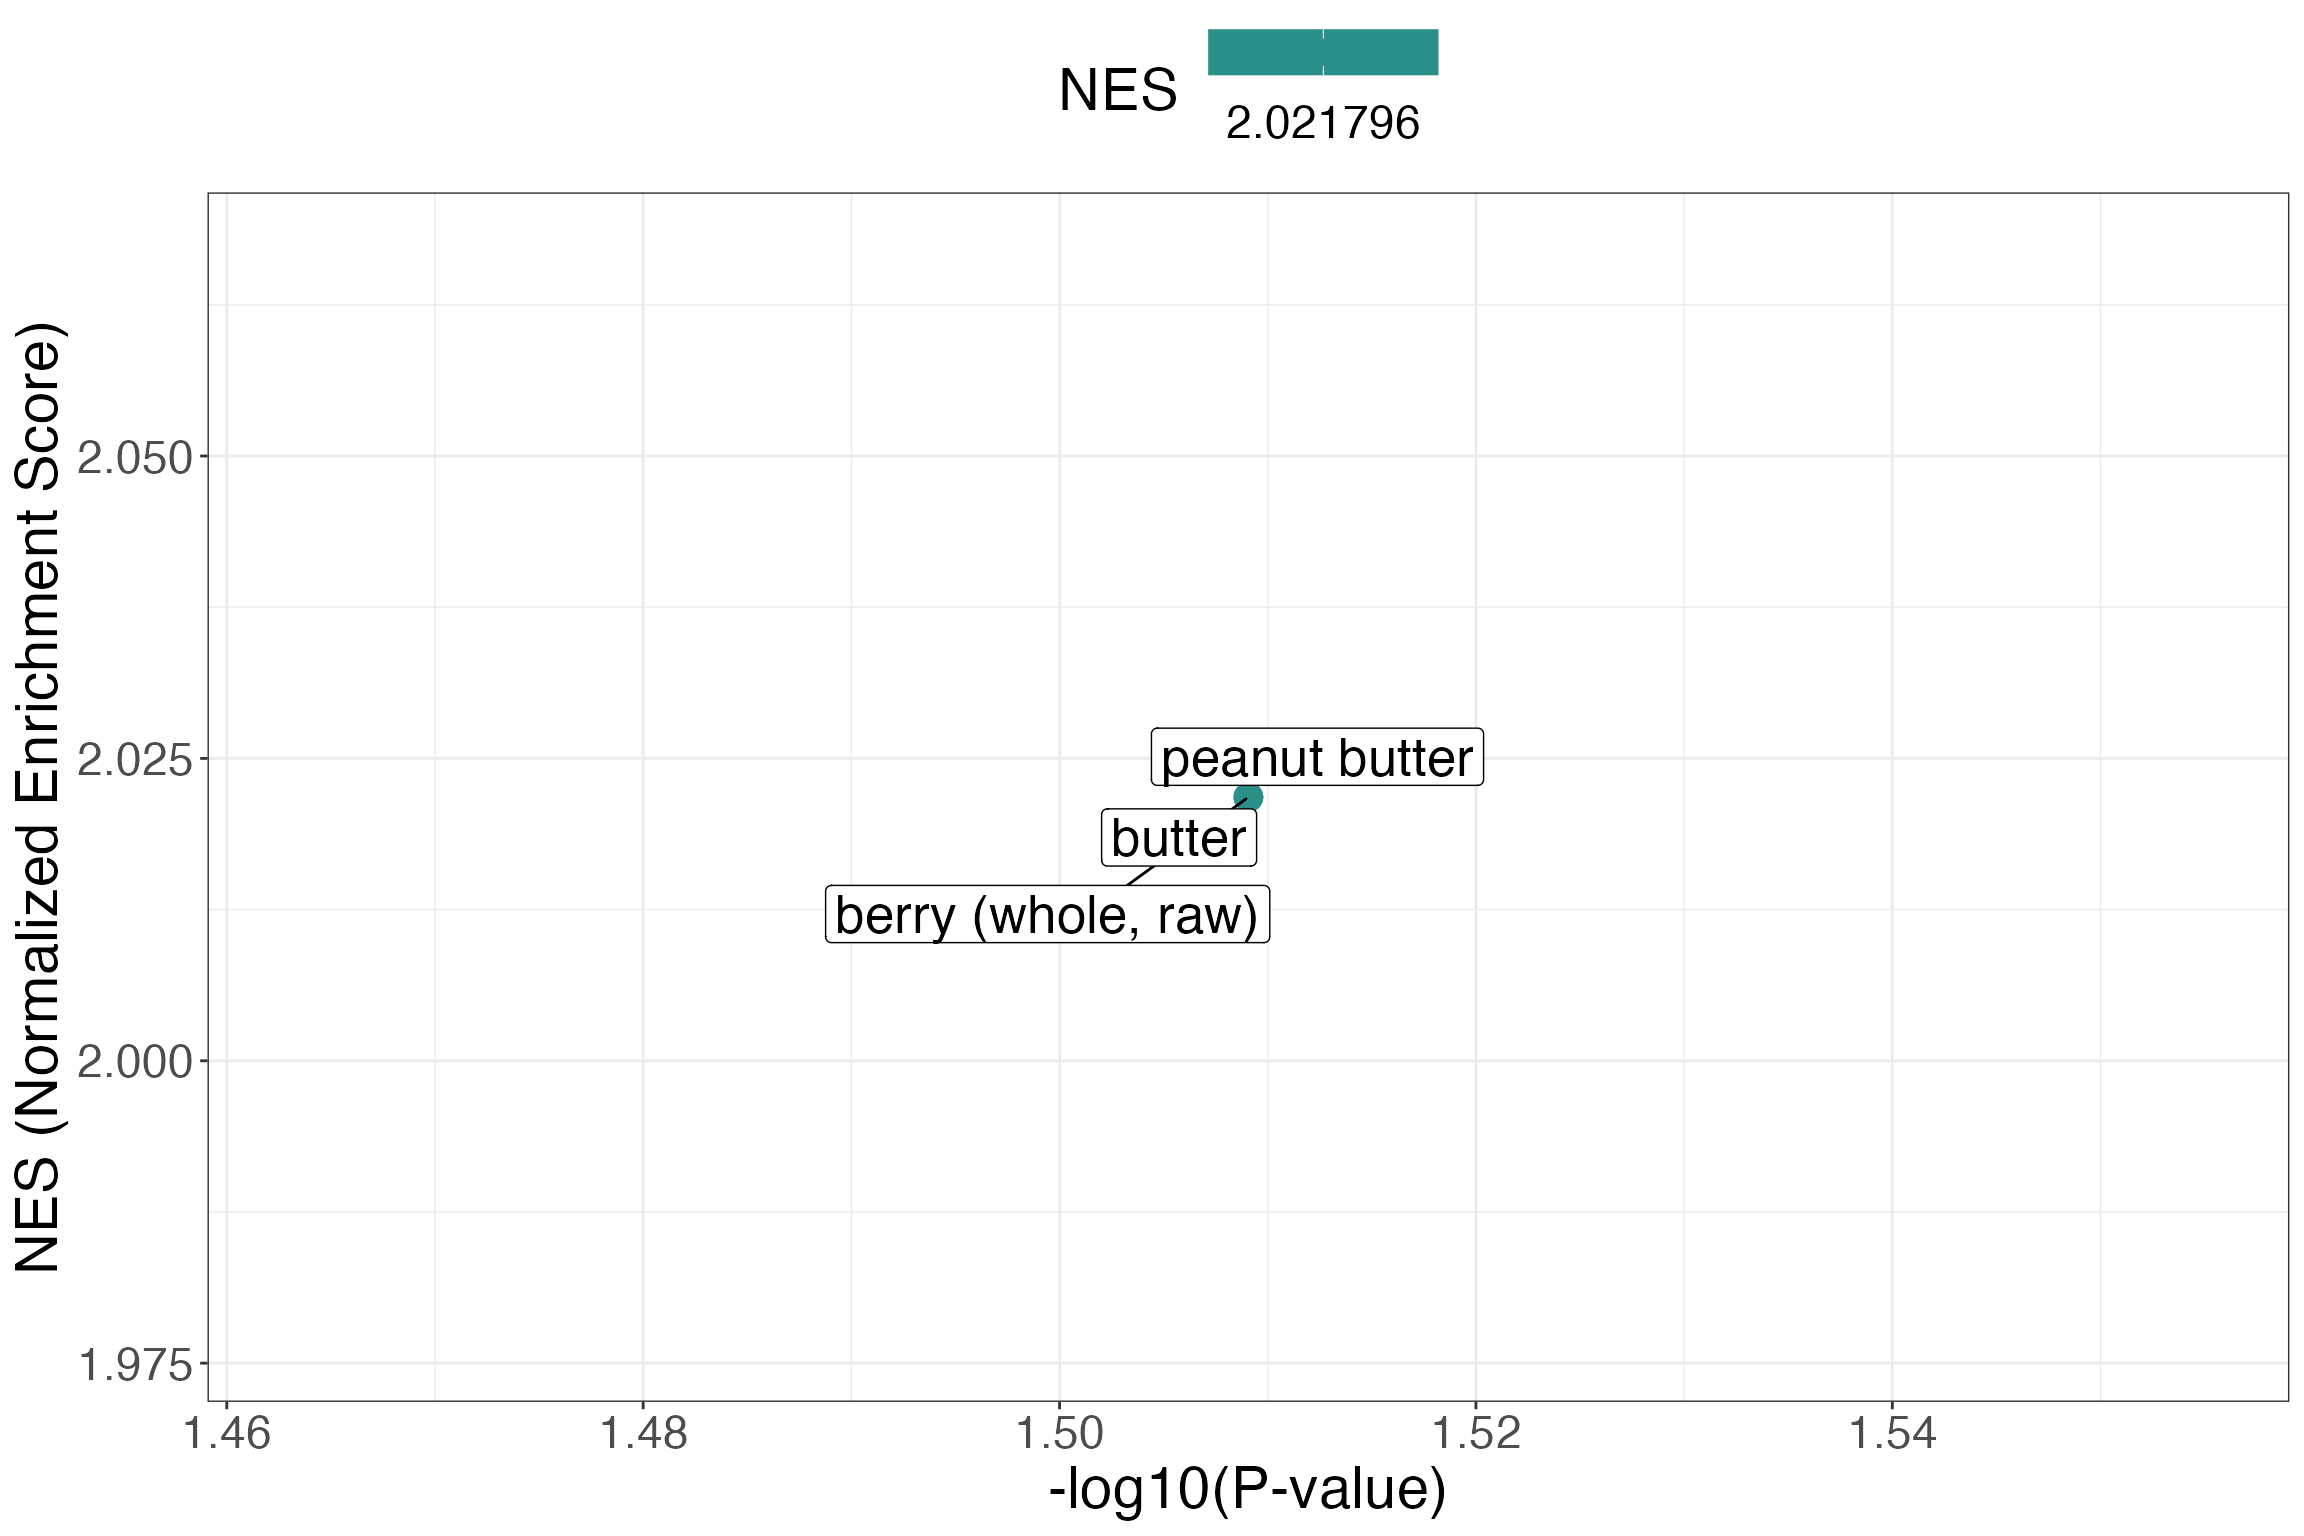 NES
2.021796
NES (Normalized Enrichment Score)
2.050
2.025
2.000
1.975
peanut butter
butter
berry (whole, raw)
1.46
1.48
1.50
1.52
1.54
-log10(P-value)